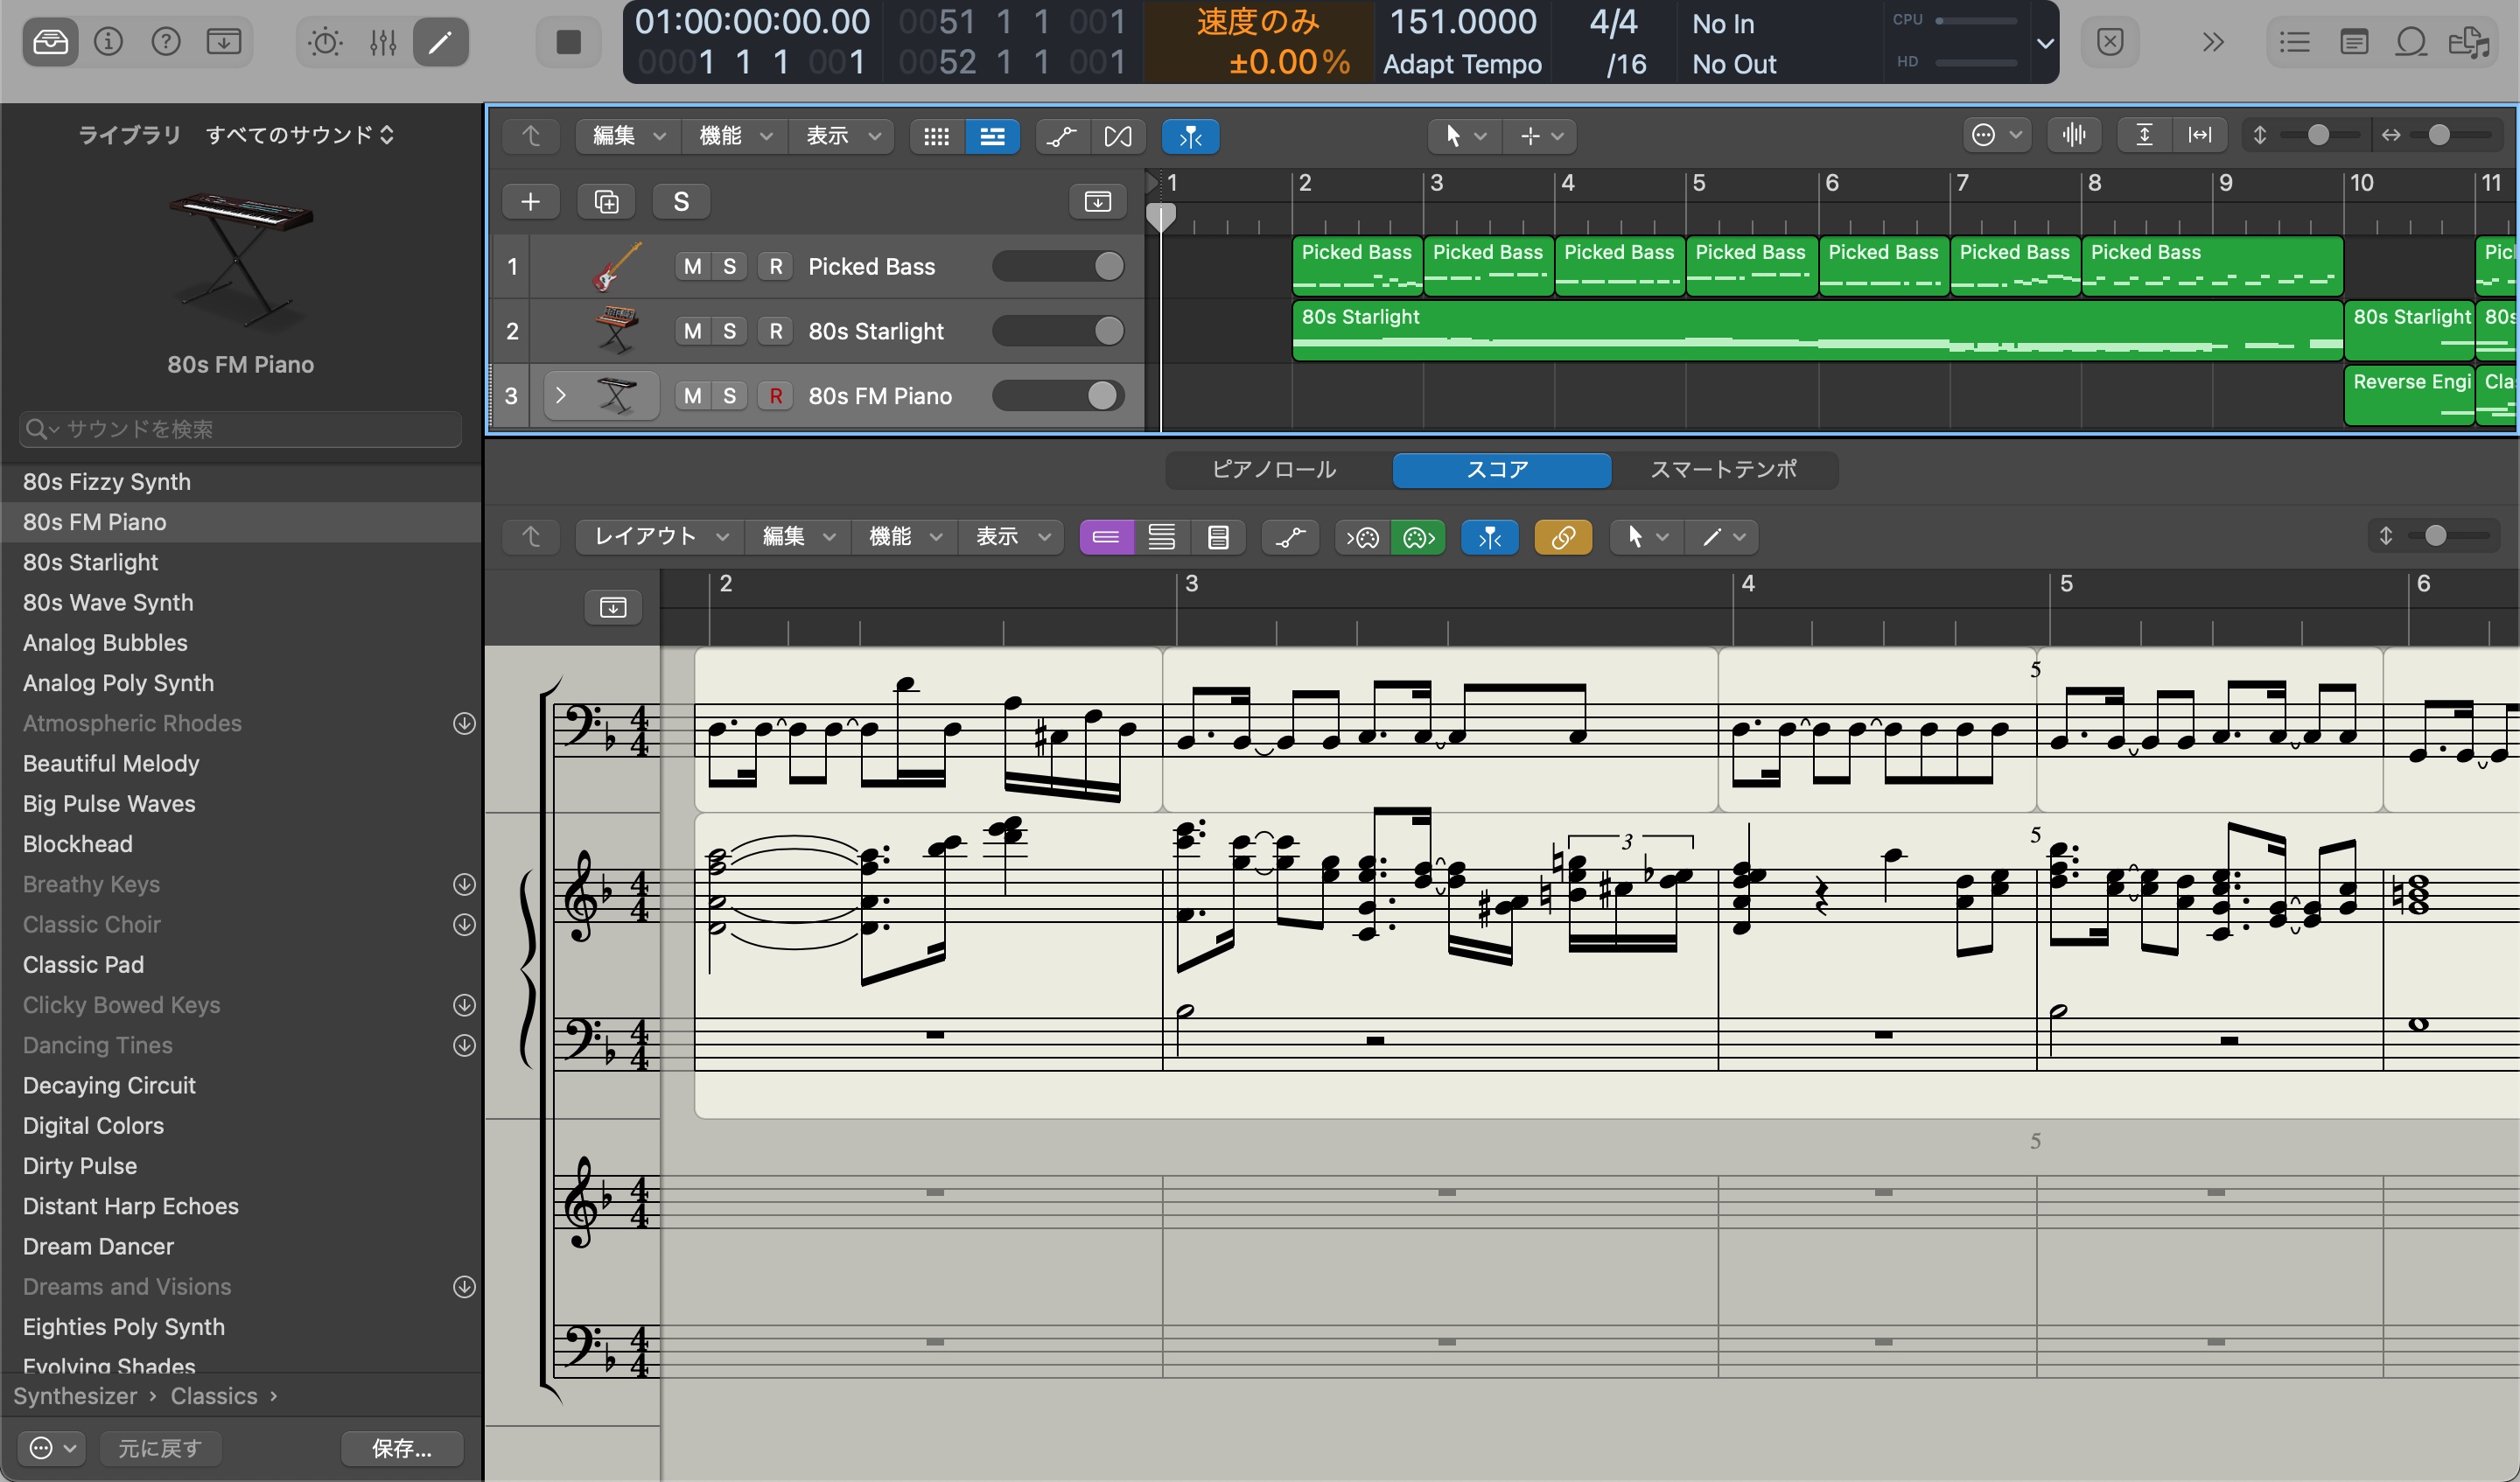 01:00:00:00.00
0001 1 1 001
0051 1 1 001
0052 1 1 001
速度のみ
±0.00%
151.0000
Adapt Tempo
4/4
/16
No In
No Out
CPU
HD
ライブラリ すべてのサウンド
80s FM Piano
サウンドを検索
80s Fizzy Synth
80s FM Piano
80s Starlight
80s Wave Synth
Analog Bubbles
Analog Poly Synth
Atmospheric Rhodes
Beautiful Melody
Big Pulse Waves
Blockhead
Breathy Keys
Classic Choir
Classic Pad
Clicky Bowed Keys
Dancing Tines
Decaying Circuit
Digital Colors
Dirty Pulse
Distant Harp Echoes
Dream Dancer
Dreams and Visions
Eighties Poly Synth
Evolving Shades
Synthesizer › Classics ›
元に戻す 保存...
編集 機能 表示
S
1 2 3 4 5 6 7 8 9 10 11
1 M S R Picked Bass
Picked Bass Picked Bass Picked Bass Picked Bass Picked Bass Picked Bass Picked Bass Pic
2 M S R 80s Starlight
80s Starlight 80s Starlight 80s
3 M S R 80s FM Piano
Reverse Engi Cla
ピアノロール スコア スマートテンポ
レイアウト 編集 機能 表示
2 3 4 5 6
5
4
4
5
3
4
4
4
4
5
4
4
4
4